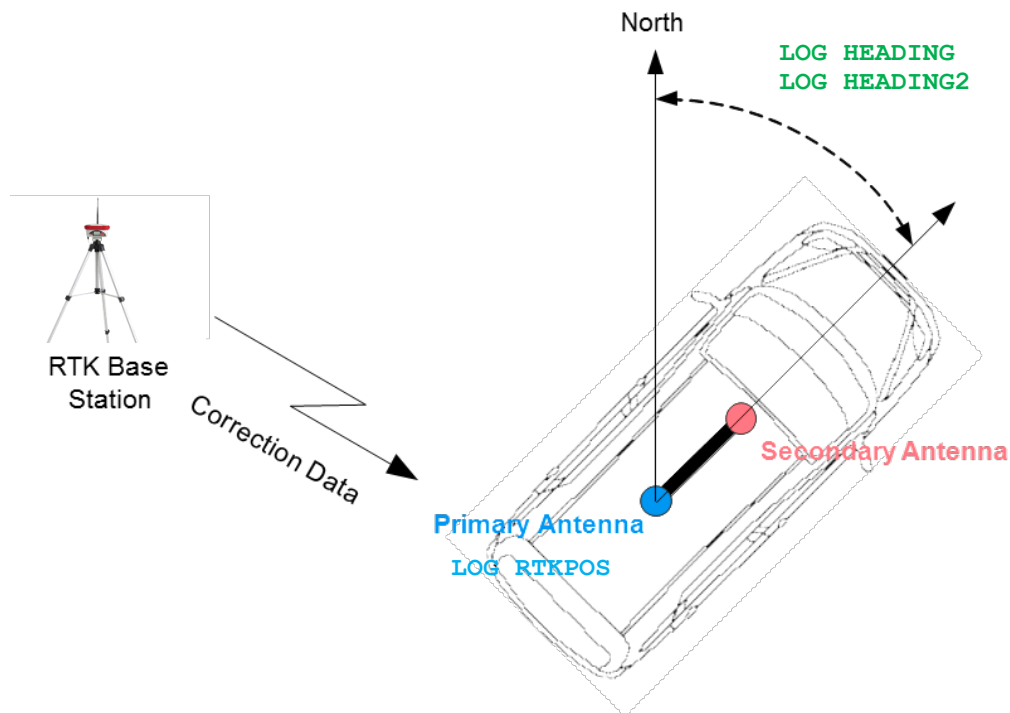 North
LOG HEADING
LOG HEADING2
RTK Base
Station
Correction Data
Secondary Antenna
Primary Antenna
LOG RTKPOS